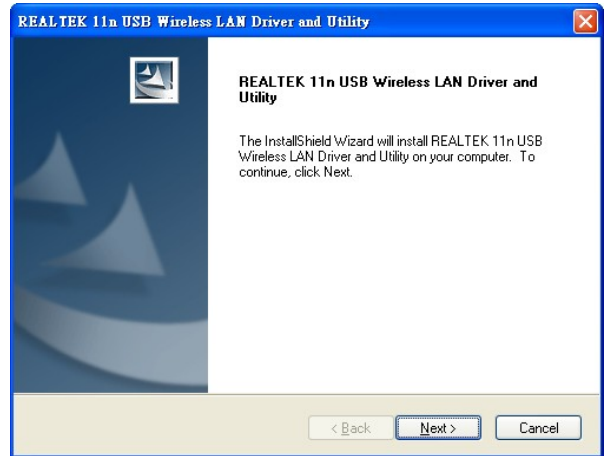 REALTEK 11n USB Wireless LAN Driver and Utility
REALTEK 11n USB Wireless LAN Driver and
Utility
The InstallShield Wizard will install REALTEK 11n USB
Wireless LAN Driver and Utility on your computer. To
continue, click Next.
< Back
Next >
Cancel